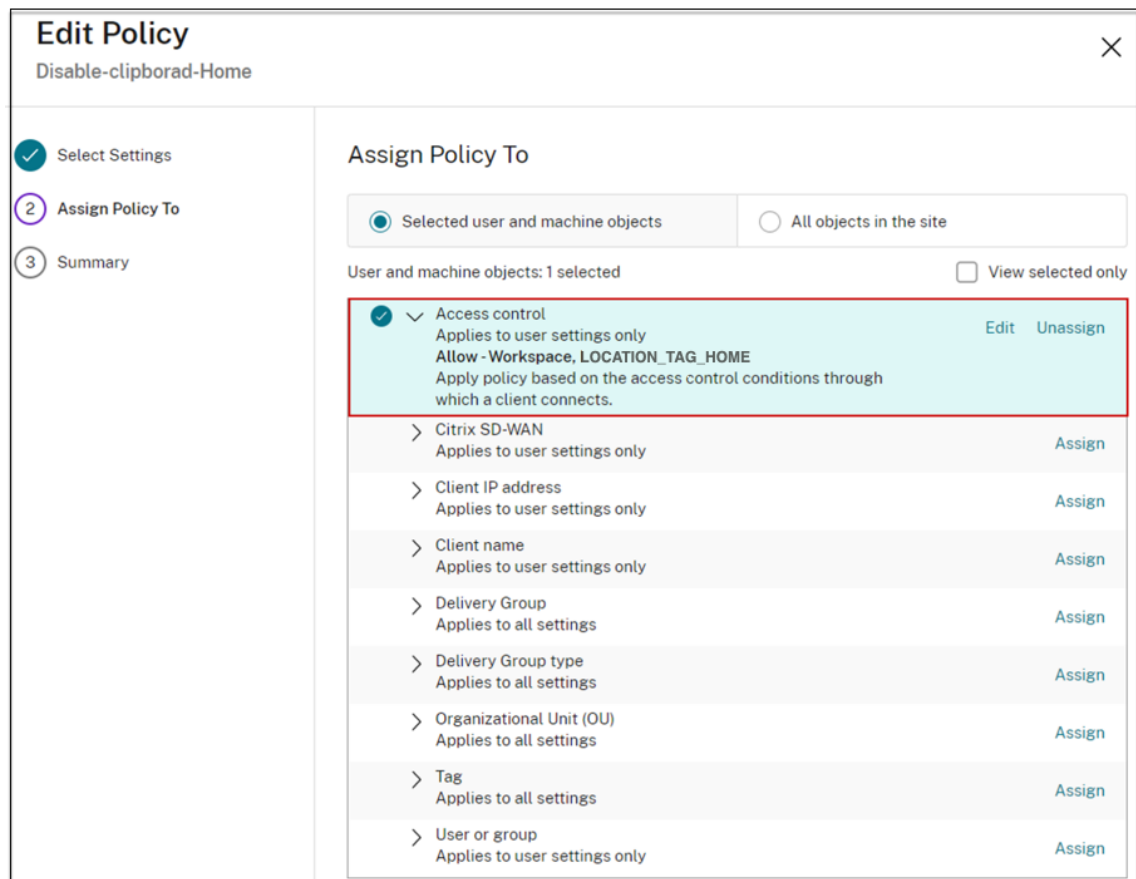 Edit Policy
Disable-clipborad-Home
Select Settings
2 Assign Policy To
3 Summary
Assign Policy To
Selected user and machine objects All objects in the site
User and machine objects: 1 selected View selected only
Access control
Applies to user settings only
Edit Unassign
Allow - Workspace, LOCATION_TAG_HOME
Apply policy based on the access control conditions through
which a client connects.
Citrix SD-WAN
Applies to user settings only
Assign
Client IP address
Applies to user settings only
Assign
Client name
Applies to user settings only
Assign
Delivery Group
Applies to all settings
Assign
Delivery Group type
Applies to all settings
Assign
Organizational Unit (OU)
Applies to all settings
Assign
Tag
Applies to all settings
Assign
User or group
Applies to user settings only
Assign